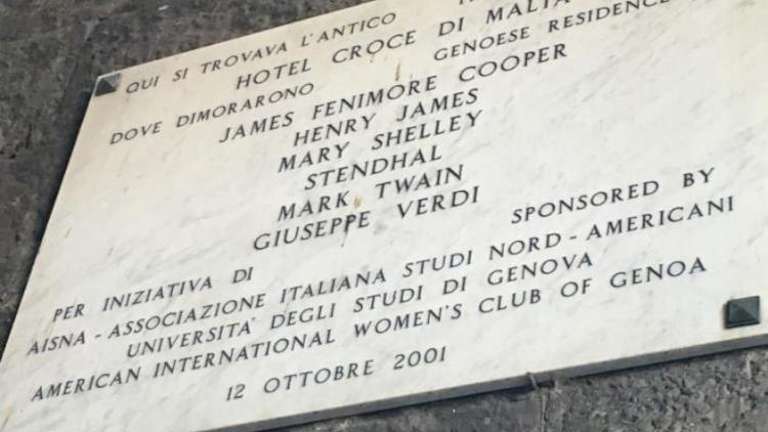 QUI SI TROVAVA L'ANTICO
HOTEL CROCE DI MALTA
DOVE DIMORARONO GENOESE RESIDENCE
JAMES FENIMORE COOPER
HENRY JAMES
MARY SHELLEY
STENDHAL
MARK TWAIN
GIUSEPPE VERDI
PER INIZIATIVA DI SPONSORED BY
AISNA - ASSOCIAZIONE ITALIANA STUDI NORD - AMERICANI
UNIVERSITA' DEGLI STUDI DI GENOVA
AMERICAN INTERNATIONAL WOMEN'S CLUB OF GENOA
12 OTTOBRE 2001